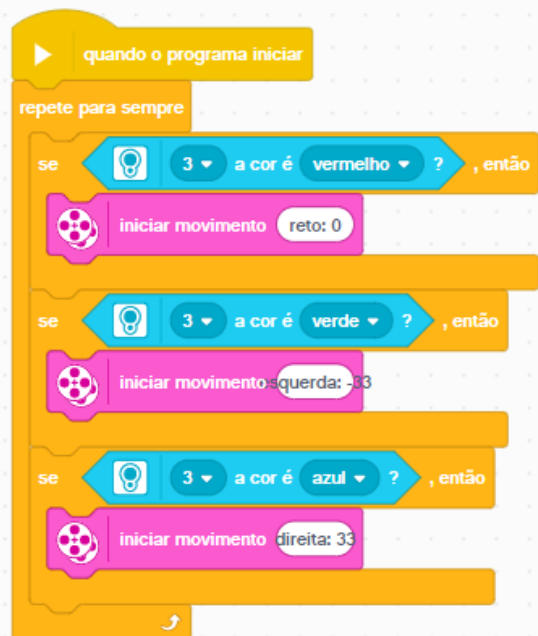 quando o programa iniciar
repete para sempre
se 3 a cor é vermelho ? , então
iniciar movimento reto: 0
se 3 a cor é verde ? , então
iniciar movimento esquerda: -33
se 3 a cor é azul ? , então
iniciar movimento direita: 33